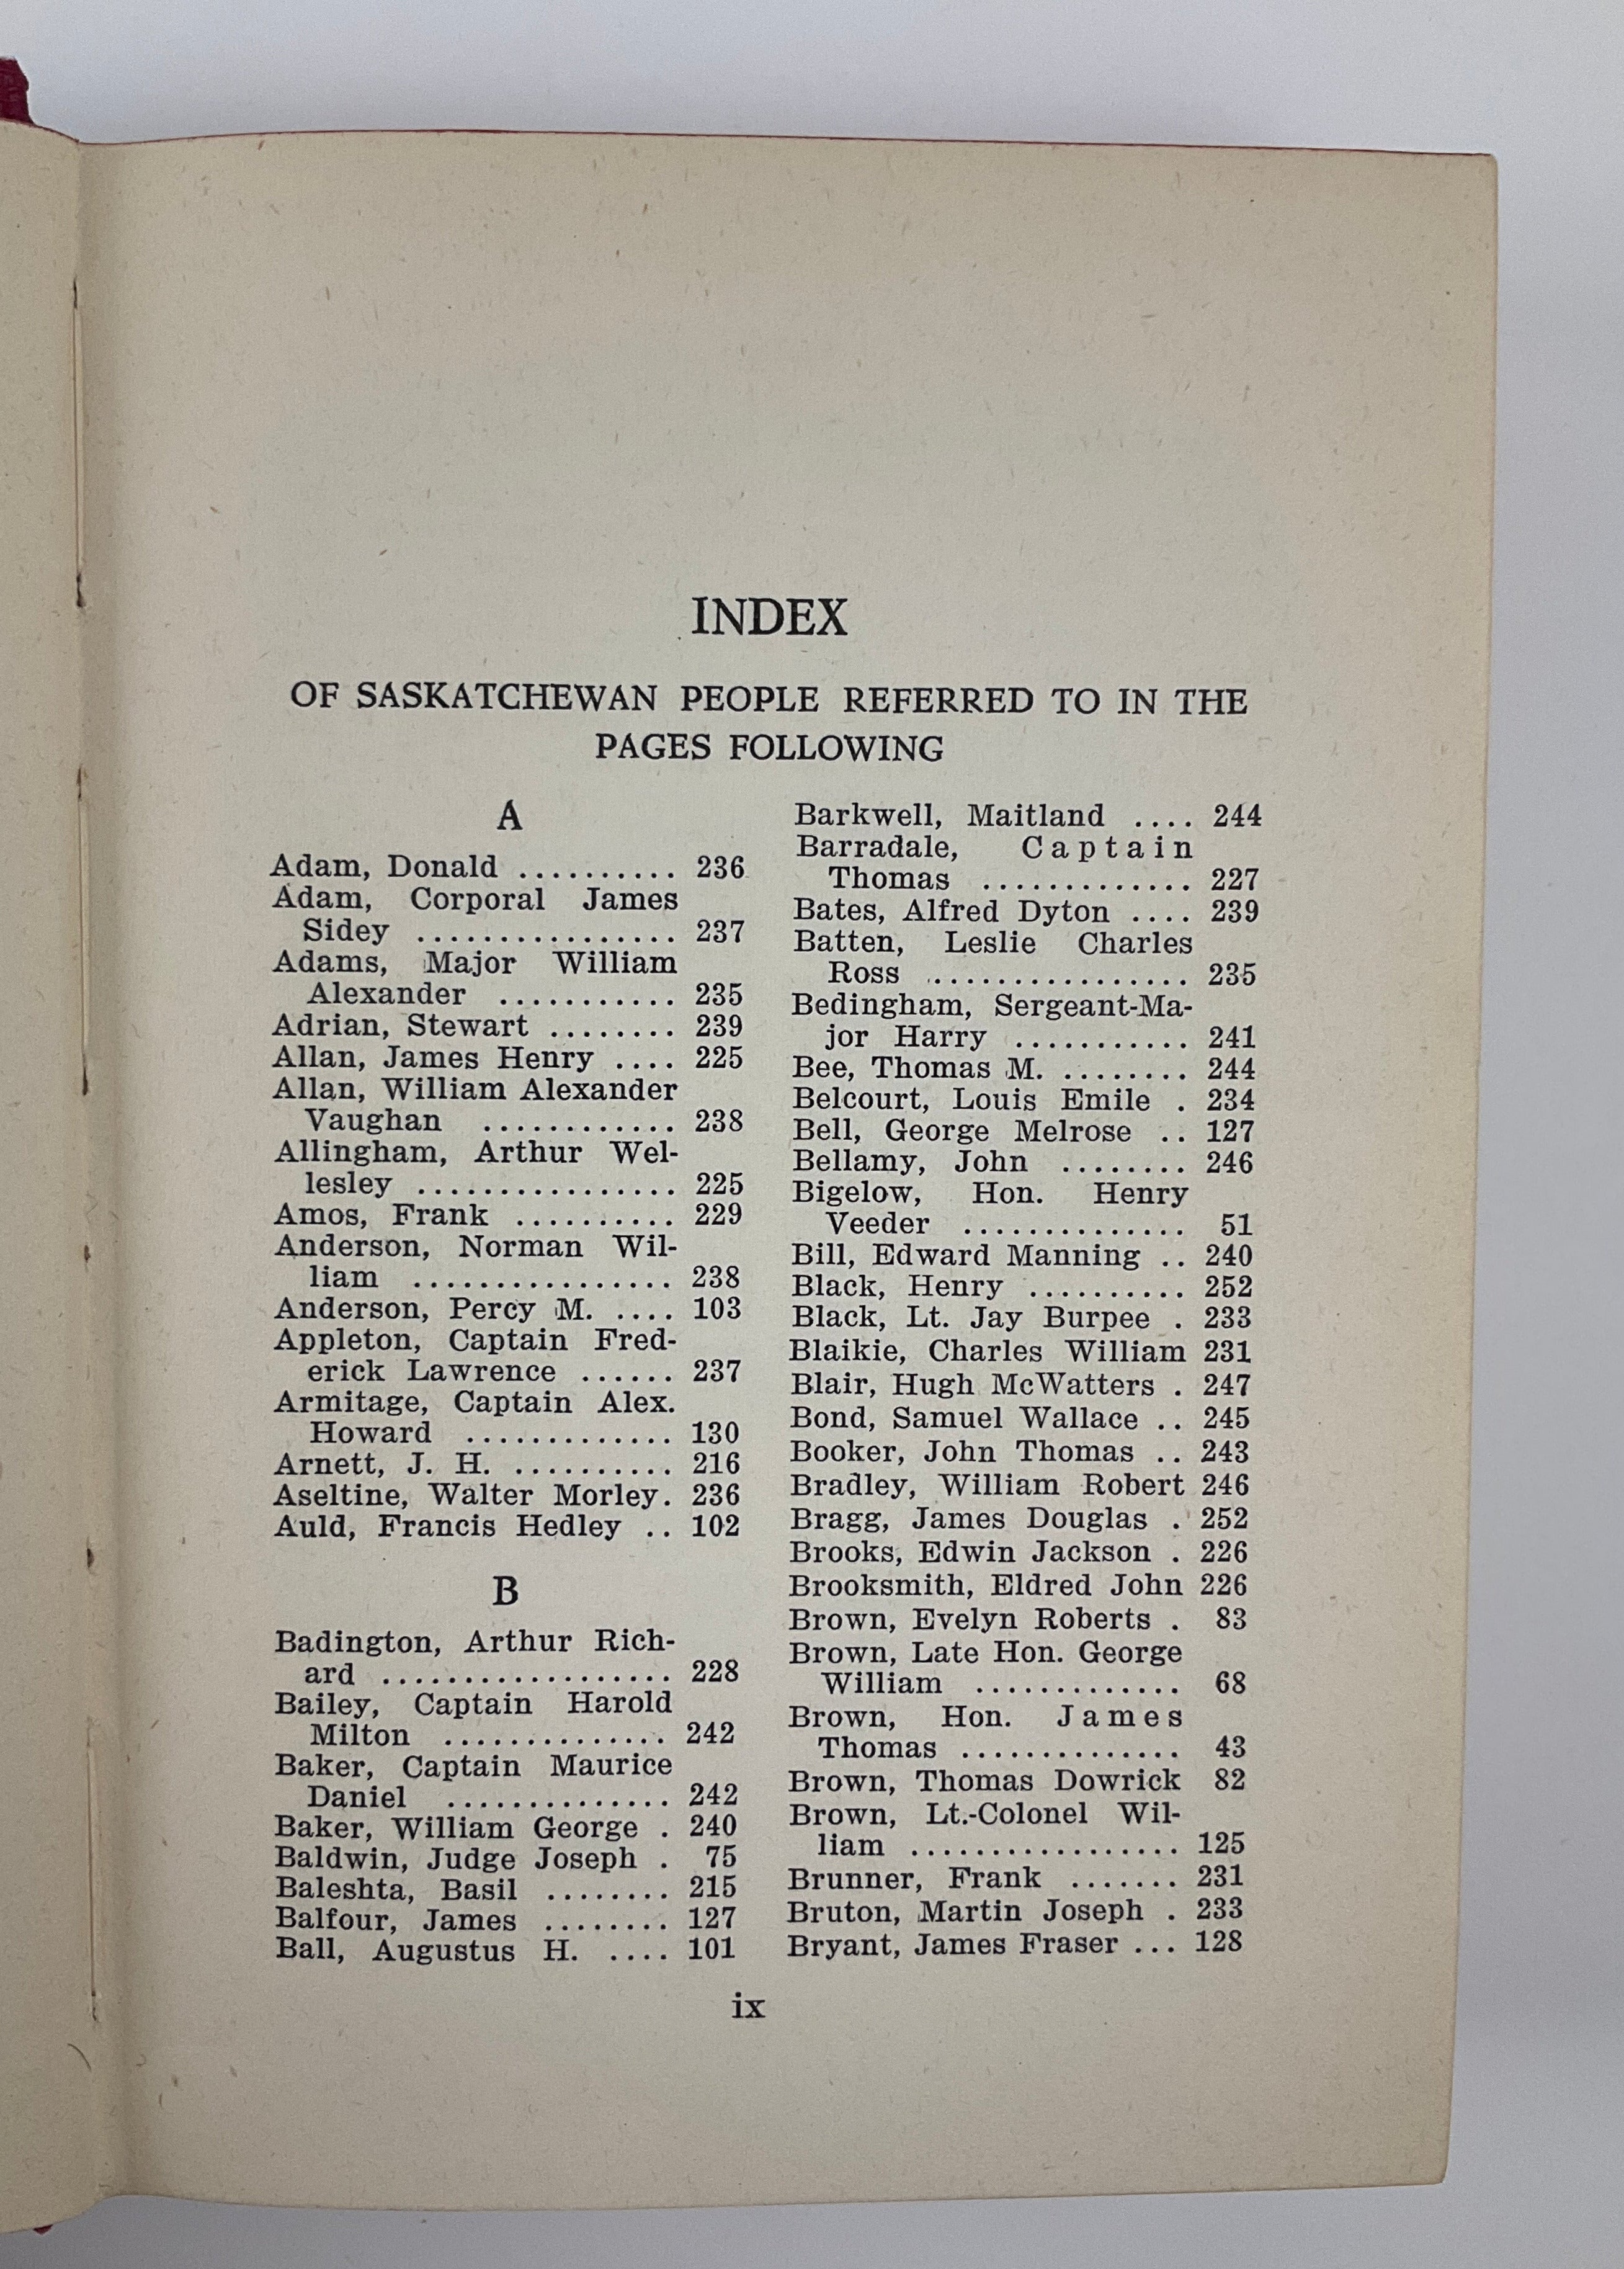 INDEX
OF SASKATCHEWAN PEOPLE REFERRED TO IN THE
PAGES FOLLOWING
A
Adam, Donald .......... 236
Adam, Corporal James
Sidey ................ 237
Adams, Major William
Alexander ........... 235
Adrian, Stewart ........ 239
Allan, James Henry .... 225
Allan, William Alexander
Vaughan ............ 238
Allingham, Arthur Wel-
lesley ................ 225
Amos, Frank .......... 229
Anderson, Norman Wil-
liam ................ 238
Anderson, Percy M. .... 103
Appleton, Captain Fred-
erick Lawrence ...... 237
Armitage, Captain Alex.
Howard ............. 130
Arnett, J. H. .......... 216
Aseltine, Walter Morley. 236
Auld, Francis Hedley .. 102
B
Badington, Arthur Rich-
ard .................. 228
Bailey, Captain Harold
Milton .............. 242
Baker, Captain Maurice
Daniel .............. 242
Baker, William George . 240
Baldwin, Judge Joseph . 75
Baleshta, Basil ........ 215
Balfour, James ........ 127
Ball, Augustus H. .... 101
Barkwell, Maitland .... 244
Barradale, Captain
Thomas ............. 227
Bates, Alfred Dyton .... 239
Batten, Leslie Charles
Ross ................ 235
Bedingham, Sergeant-Ma-
jor Harry ........... 241
Bee, Thomas M. ........ 244
Belcourt, Louis Emile . 234
Bell, George Melrose .. 127
Bellamy, John ........ 246
Bigelow, Hon. Henry
Veeder .............. 51
Bill, Edward Manning .. 240
Black, Henry .......... 252
Black, Lt. Jay Burpee . 233
Blaikie, Charles William 231
Blair, Hugh McWatters . 247
Bond, Samuel Wallace .. 245
Booker, John Thomas .. 243
Bradley, William Robert 246
Bragg, James Douglas . 252
Brooks, Edwin Jackson . 226
Brooksmith, Eldred John 226
Brown, Evelyn Roberts . 83
Brown, Late Hon. George
William ............. 68
Brown, Hon. James
Thomas .............. 43
Brown, Thomas Dowrick 82
Brown, Lt.-Colonel Wil-
liam ................. 125
Brunner, Frank ....... 231
Bruton, Martin Joseph . 233
Bryant, James Fraser ... 128
ix